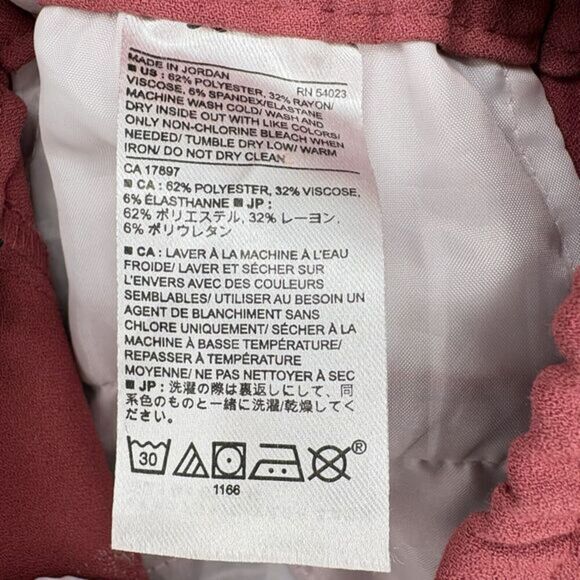 MADE IN JORDAN
■ US : 62% POLYESTER, 32% RAYON/ RN 54023
VISCOSE, 6% SPANDEX/ELASTANE
MACHINE WASH COLD/ WASH AND
DRY INSIDE OUT WITH LIKE COLORS/
ONLY NON-CHLORINE BLEACH WHEN
NEEDED/ TUMBLE DRY LOW/ WARM
IRON/ DO NOT DRY CLEAN
CA 17897
■ CA : 62% POLYESTER, 32% VISCOSE,
6% ÉLASTHANNE ■ JP :
62% ポリエステル, 32% レーヨン,
6% ポリウレタン
■ CA : LAVER À LA MACHINE À L'EAU
FROIDE/ LAVER ET SÉCHER SUR
L'ENVERS AVEC DES COULEURS
SEMBLABLES/ UTILISER AU BESOIN UN
AGENT DE BLANCHIMENT SANS
CHLORE UNIQUEMENT/ SÉCHER À LA
MACHINE À BASSE TEMPÉRATURE/
REPASSER À TEMPÉRATURE
MOYENNE/ NE PAS NETTOYER À SEC
■ JP : 洗濯の際は裏返しにして、同
系色のものと一緒に洗濯/乾燥してく
ださい。
30 ®
1166